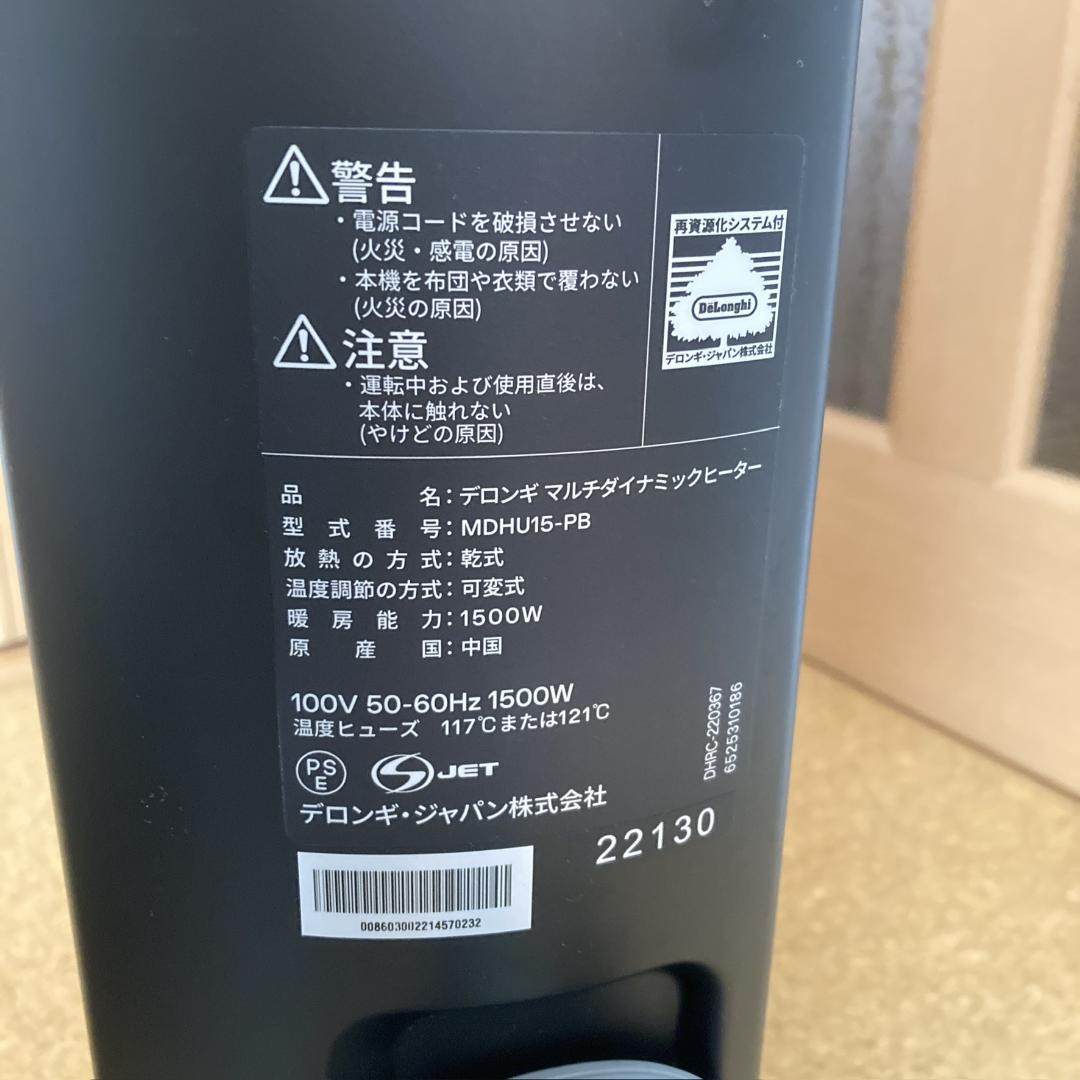 警告
・電源コードを破損させない
(火災・感電の原因)
・本機を布団や衣類で覆わない
(火災の原因)
注意
・運転中および使用直後は、
本体に触れない
(やけどの原因)
再資源化システム付
DeLonghi
デロンギ・ジャパン株式会社
品名：デロンギ マルチダイナミックヒーター
型式番号：MDHU15-PB
放熱の方式：乾式
温度調節の方式：可変式
暖房能力：1500W
原産国：中国
100V 50-60Hz 1500W
温度ヒューズ 117℃または121℃
PSE
JET
デロンギ・ジャパン株式会社
DHRC-220367
6525310186
22130
008603002214570232